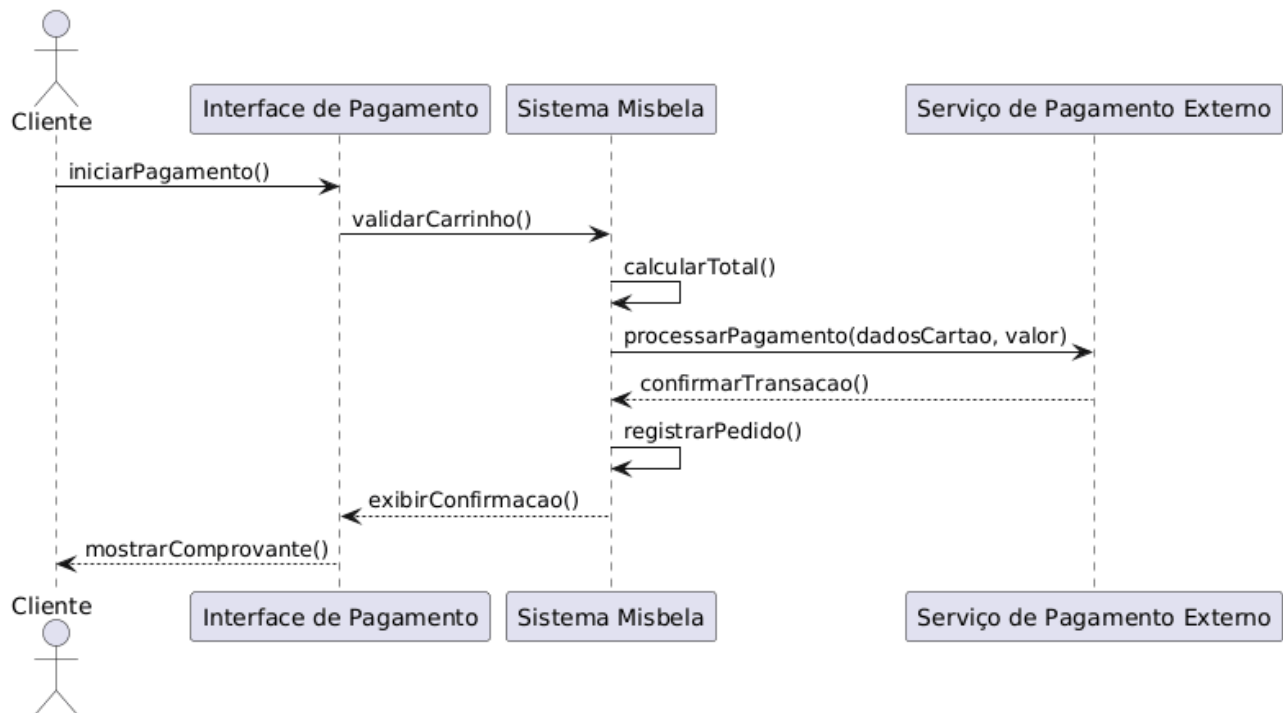 Cliente
Interface de Pagamento
Sistema Misbela
Serviço de Pagamento Externo
iniciarPagamento()
validarCarrinho()
calcularTotal()
processarPagamento(dadosCartao, valor)
confirmarTransacao()
registrarPedido()
exibirConfirmacao()
mostrarComprovante()
Cliente
Interface de Pagamento
Sistema Misbela
Serviço de Pagamento Externo